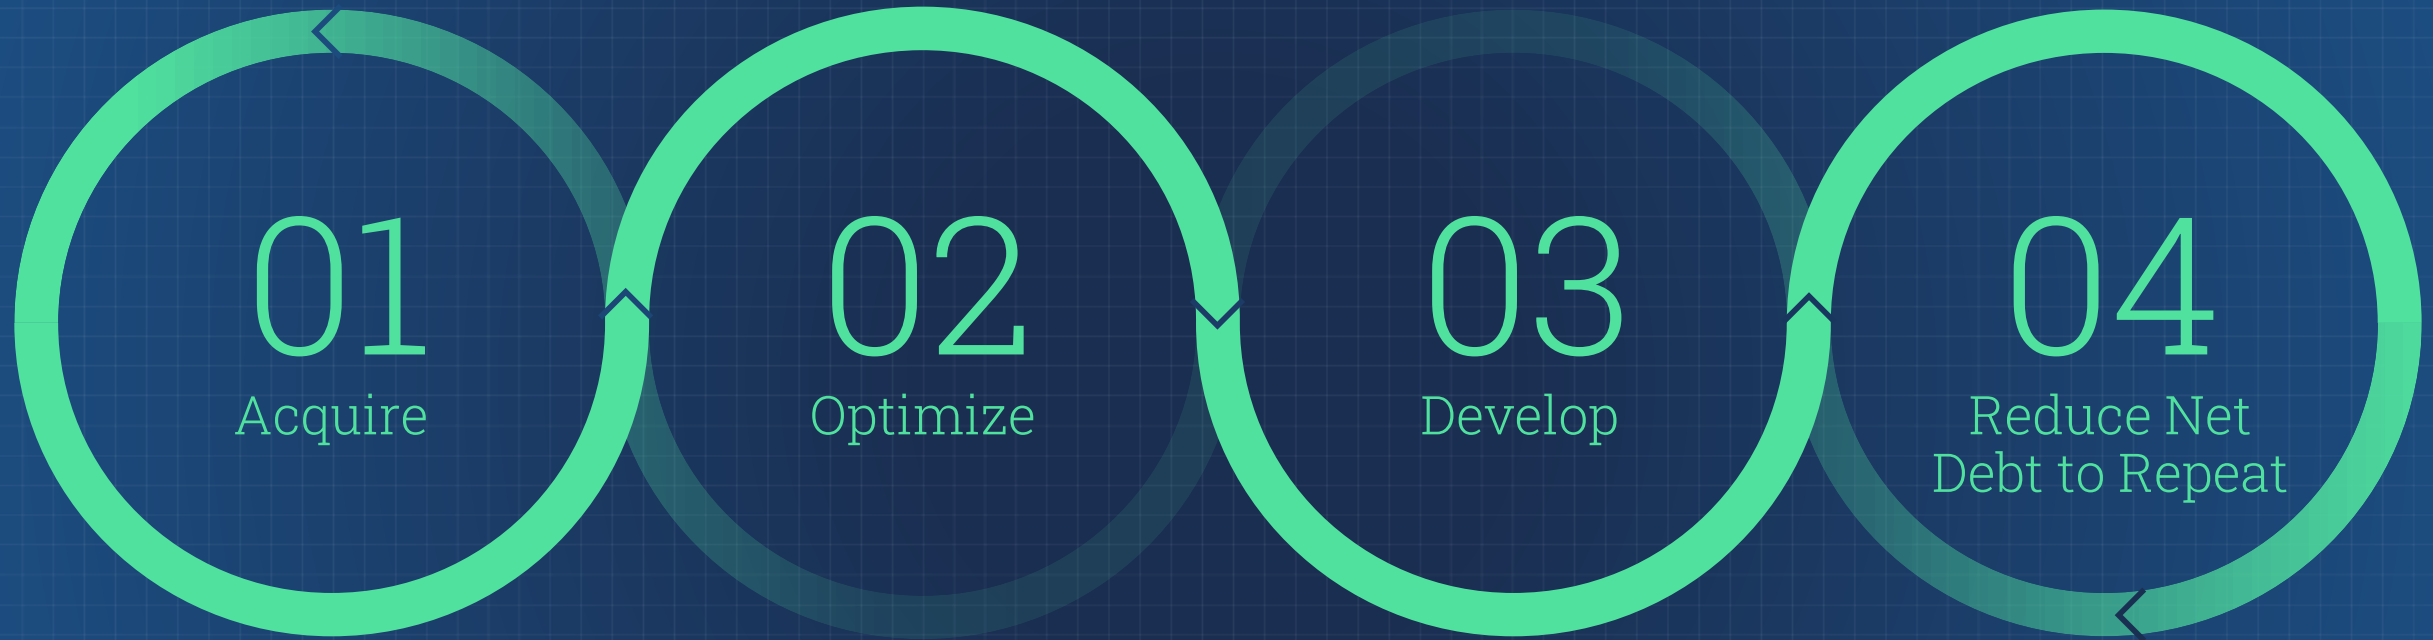 01
Acquire
02
Optimize
03
Develop
04
Reduce Net
Debt to Repeat